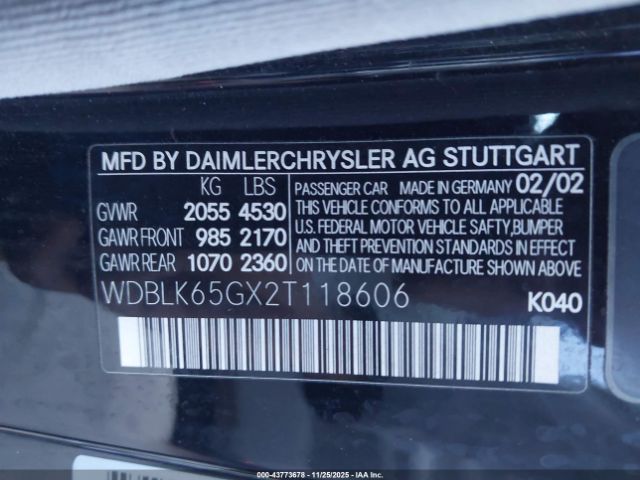 MFD BY DAIMLERCHRYSLER AG STUTTGART
KG LBS
GVWR 2055 4530
GAWR FRONT 985 2170
GAWR REAR 1070 2360
PASSENGER CAR MADE IN GERMANY 02/02
THIS VEHICLE CONFORMS TO ALL APPLICABLE
U.S. FEDERAL MOTOR VEHICLE SAFTY,BUMPER
AND THEFT PREVENTION STANDARDS IN EFFECT
ON THE DATE OF MANUFACTURE SHOWN ABOVE.
WDBLK65GX2T118606 K040
©IAA 43773678 - 11/25/2025 - IAAI.COM